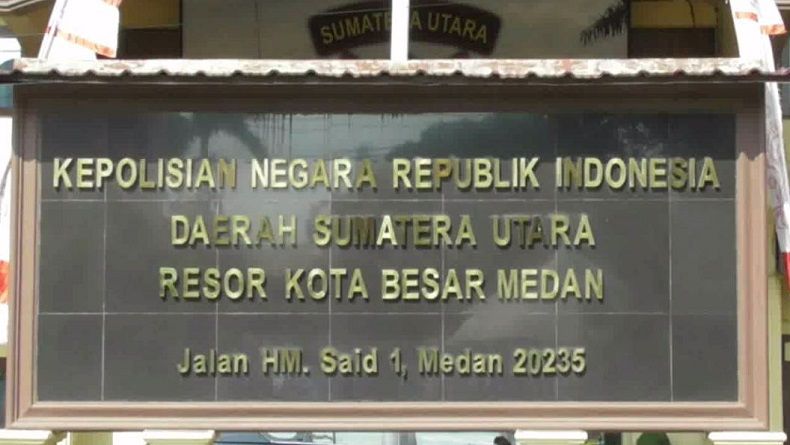 SUMATERA UTARA
KEPOLISIAN NEGARA REPUBLIK INDONESIA
DAERAH SUMATERA UTARA
RESOR KOTA BESAR MEDAN
Jalan HM. Said 1, Medan 20235